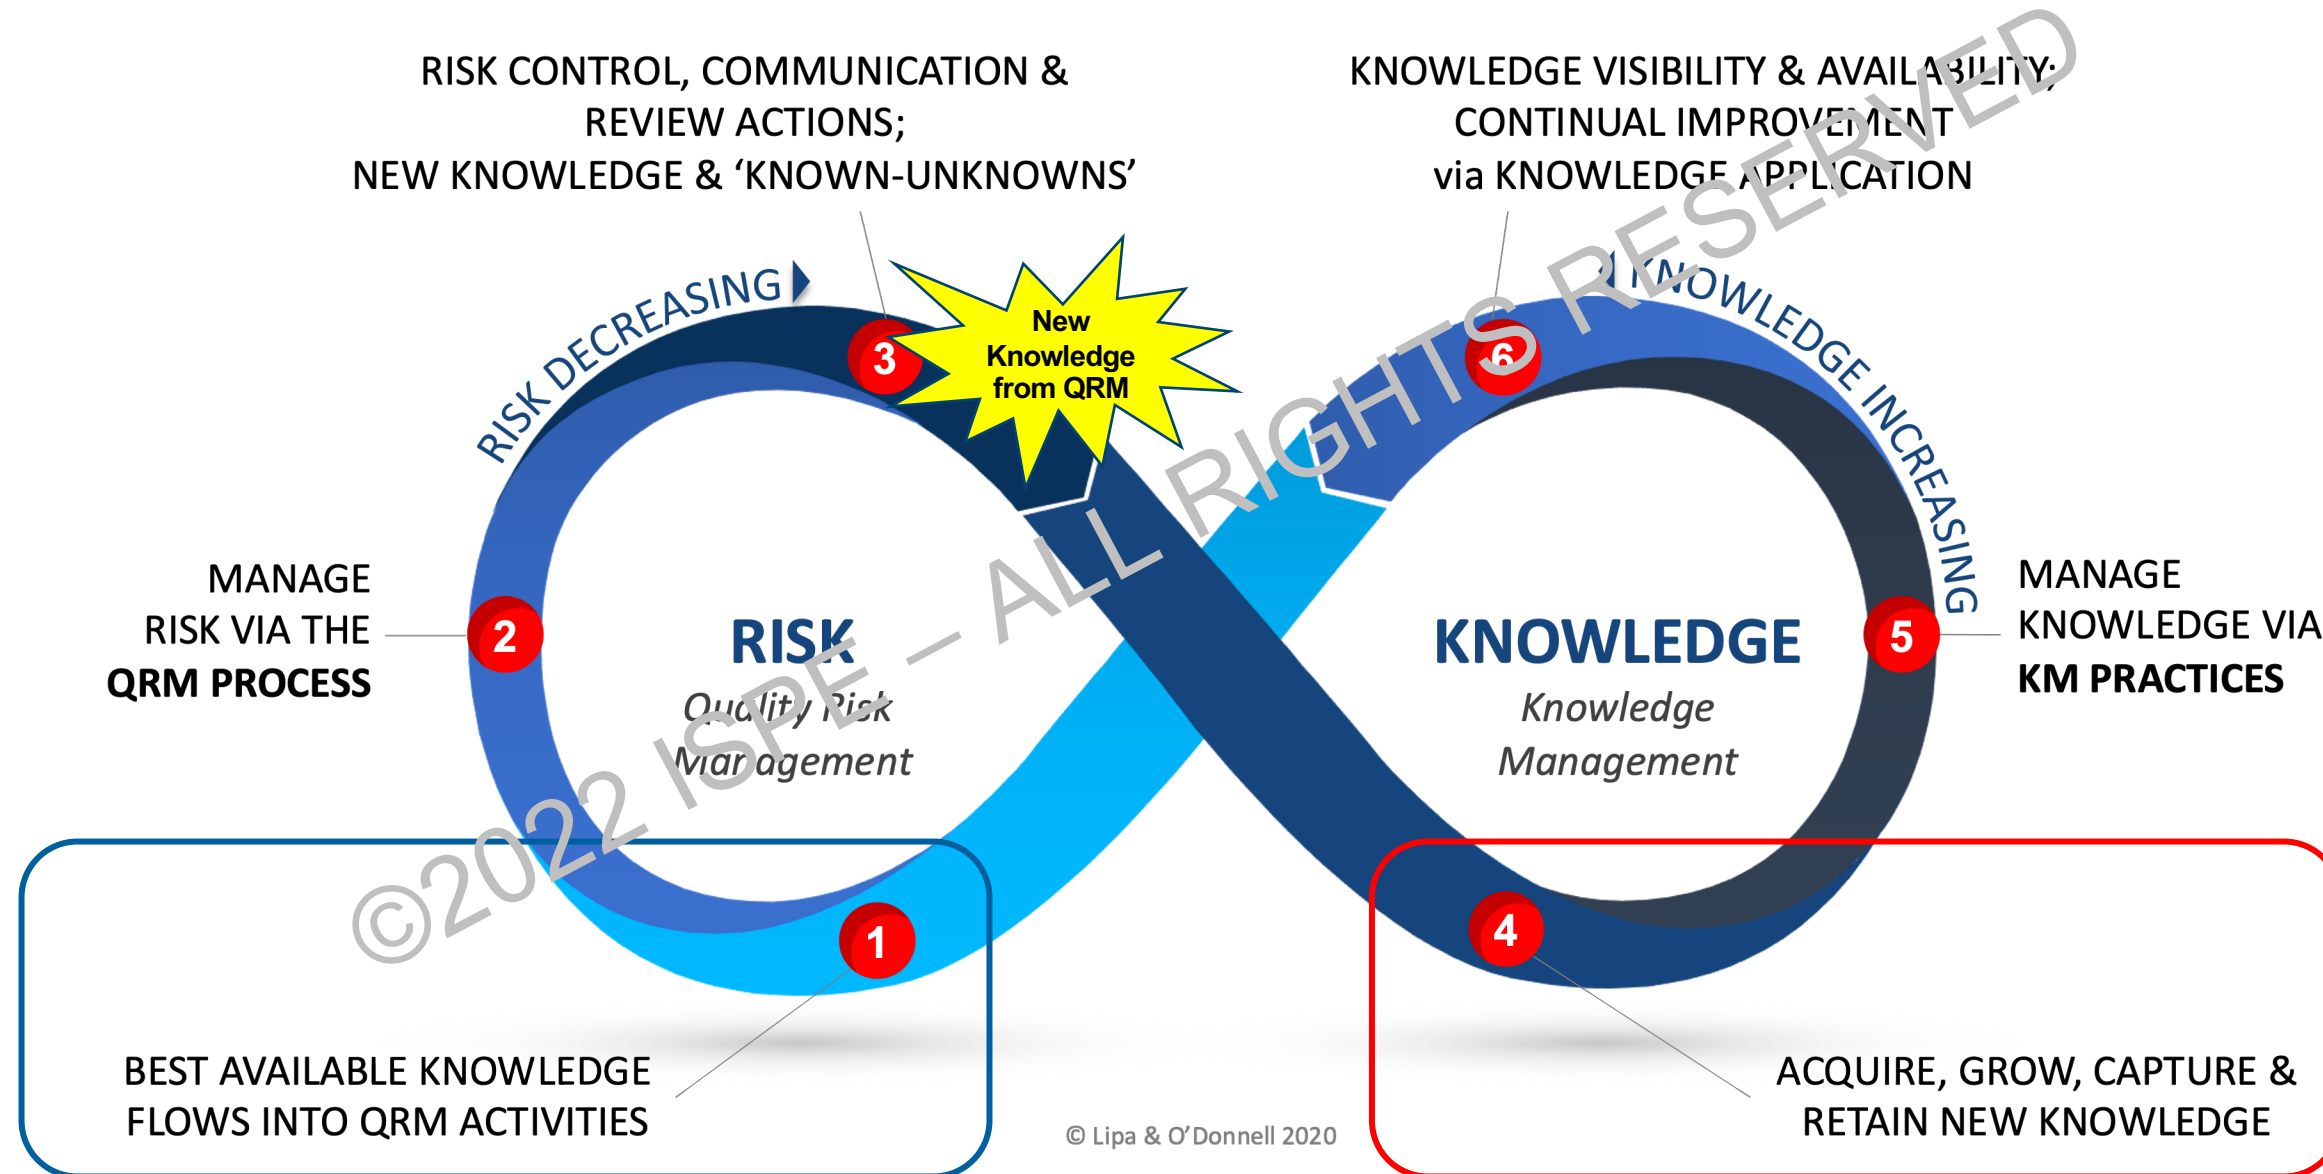 RISK CONTROL, COMMUNICATION &
REVIEW ACTIONS;
NEW KNOWLEDGE & ‘KNOWN-UNKNOWNS’
KNOWLEDGE VISIBILITY & AVAILABILITY;
CONTINUAL IMPROVEMENT
via KNOWLEDGE APPLICATION
RISK DECREASING
3
New
Knowledge
from QRM
6
KNOWLEDGE INCREASING
MANAGE
RISK VIA THE
QRM PROCESS
2
RISK
Quality Risk
Management
KNOWLEDGE
Knowledge
Management
5
MANAGE
KNOWLEDGE VIA
KM PRACTICES
1
4
BEST AVAILABLE KNOWLEDGE
FLOWS INTO QRM ACTIVITIES
ACQUIRE, GROW, CAPTURE &
RETAIN NEW KNOWLEDGE
© Lipa & O’Donnell 2020
©2022 ISPE – ALL RIGHTS RESERVED